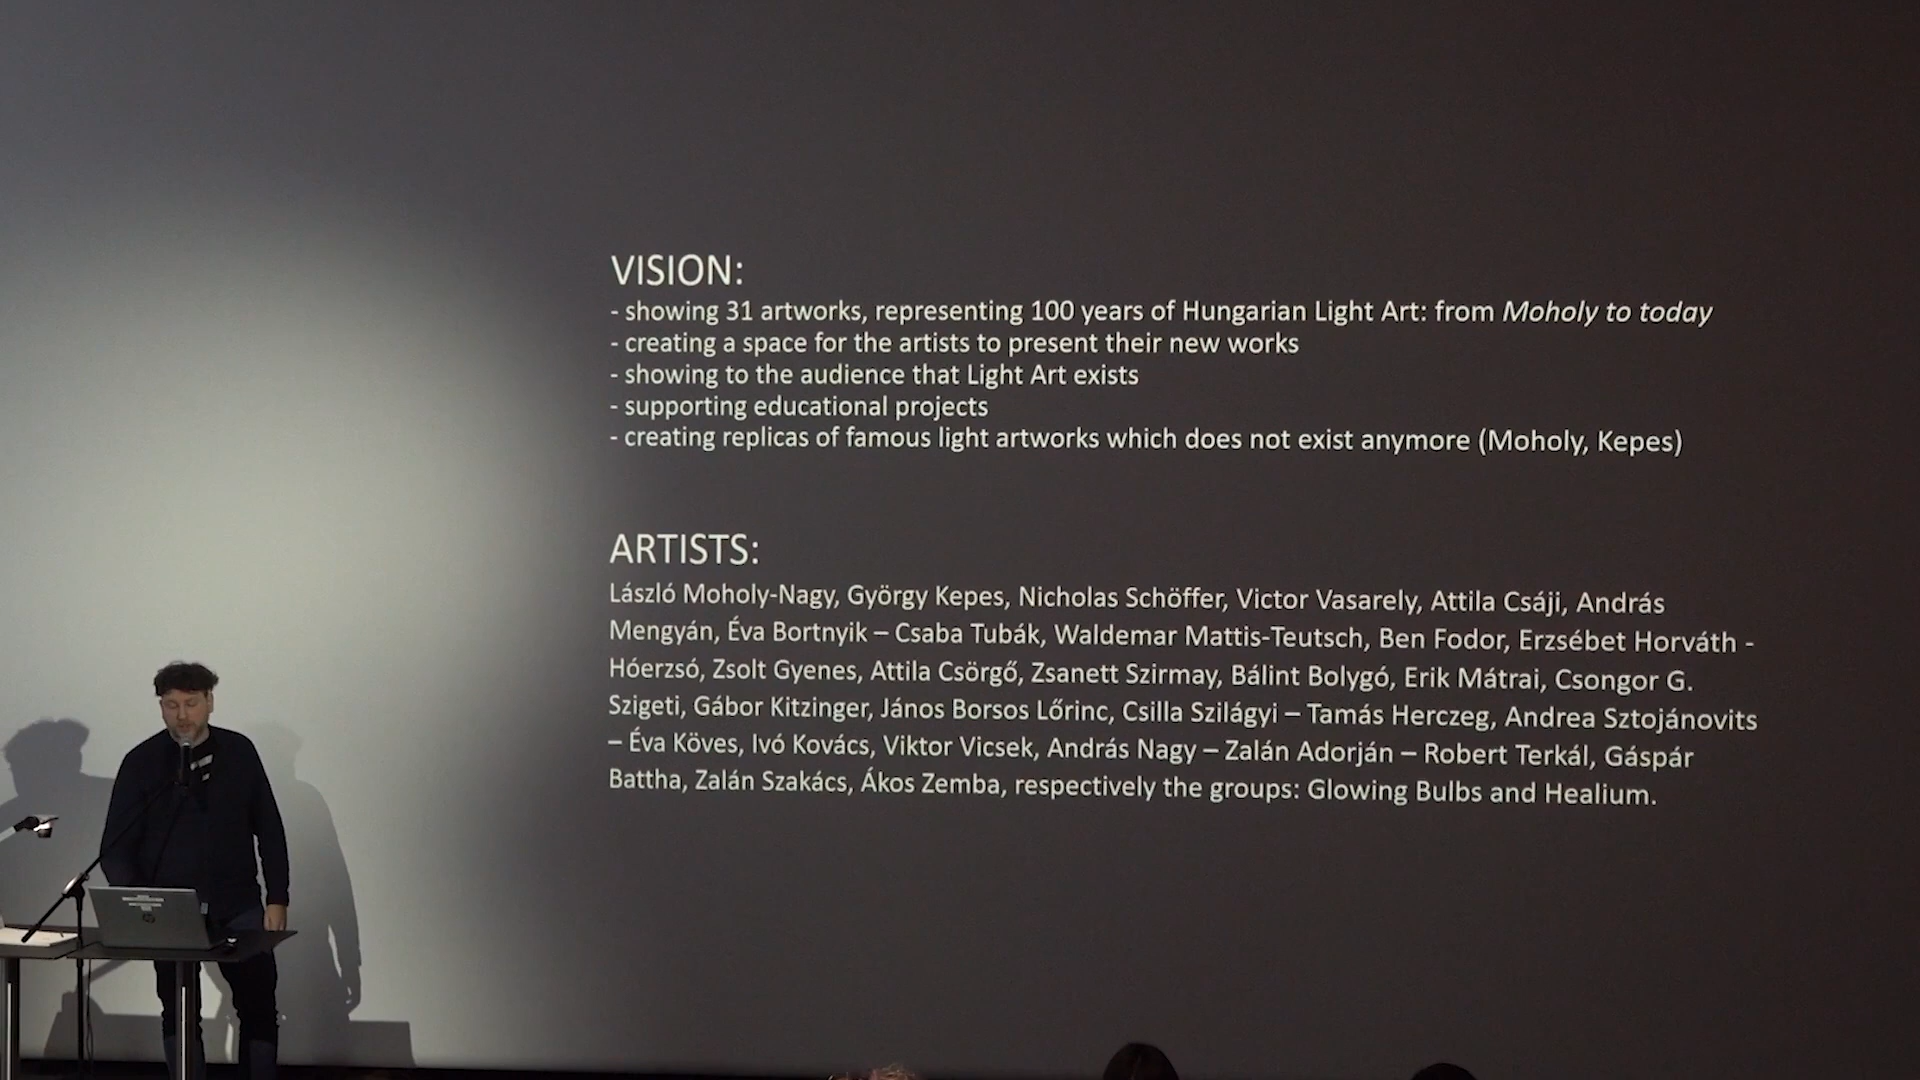 VISION:
- showing 31 artworks, representing 100 years of Hungarian Light Art: from Moholy to today
- creating a space for the artists to present their new works
- showing to the audience that Light Art exists
- supporting educational projects
- creating replicas of famous light artworks which does not exist anymore (Moholy, Kepes)
ARTISTS:
László Moholy-Nagy, György Kepes, Nicholas Schöffer, Victor Vasarely, Attila Csáji, András
Mengyán, Éva Bortnyik – Csaba Tubák, Waldemar Mattis-Teutsch, Ben Fodor, Erzsébet Horváth -
Hóerzsó, Zsolt Gyenes, Attila Csörgő, Zsanett Szirmay, Bálint Bolygó, Erik Mátrai, Csongor G.
Szigeti, Gábor Kitzinger, János Borsos Lőrinc, Csilla Szilágyi – Tamás Herczeg, Andrea Sztojánovits
– Éva Köves, Ivó Kovács, Viktor Vicsek, András Nagy – Zalán Adorján – Robert Terkál, Gáspár
Battha, Zalán Szakács, Ákos Zemba, respectively the groups: Glowing Bulbs and Healium.
hp